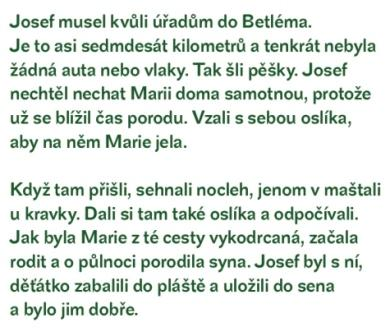 Josef musel kvůli úřadům do Betléma.
Je to asi sedmdesát kilometrů a tenkrát nebyla
žádná auta nebo vlaky. Tak šli pěšky. Josef
nechtěl nechat Marii doma samotnou, protože
už se blížil čas porodu. Vzali s sebou oslíka,
aby na něm Marie jela.
Když tam přišli, sehnali nocleh, jenom v maštali
u kravky. Dali si tam také oslíka a odpočívali.
Jak byla Marie z té cesty vykodrcaná, začala
rodit a o půlnoci porodila syna. Josef byl s ní,
děťátko zabalili do pláště a uložili do sena
a bylo jim dobře.